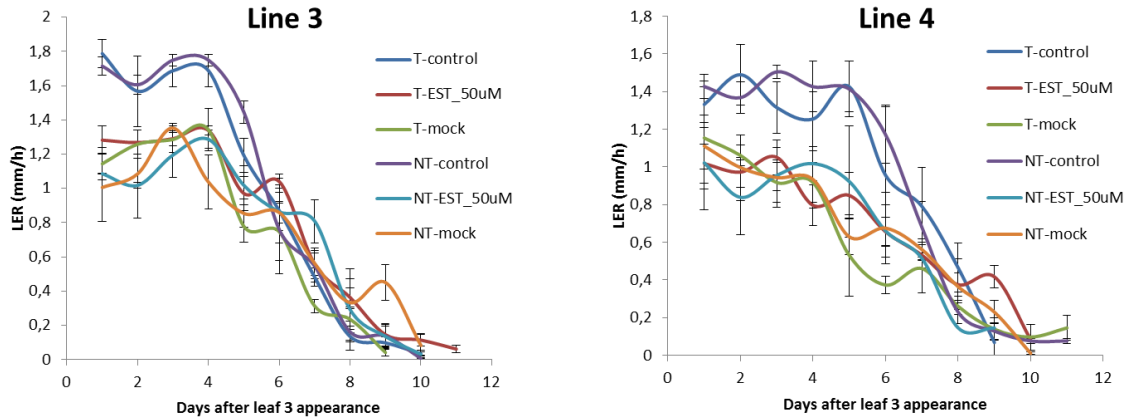 Line 3
LER (mm/h)
2
1,8
1,6
1,4
1,2
1
0,8
0,6
0,4
0,2
0
0 2 4 6 8 10 12
Days after leaf 3 appearance
T-control
T-EST_50uM
T-mock
NT-control
NT-EST_50uM
NT-mock
Line 4
LER (mm/h)
1,8
1,6
1,4
1,2
1
0,8
0,6
0,4
0,2
0
0 2 4 6 8 10 12
Days after leaf 3 appearance
T-control
T-EST_50uM
T-mock
NT-control
NT-EST_50uM
NT-mock